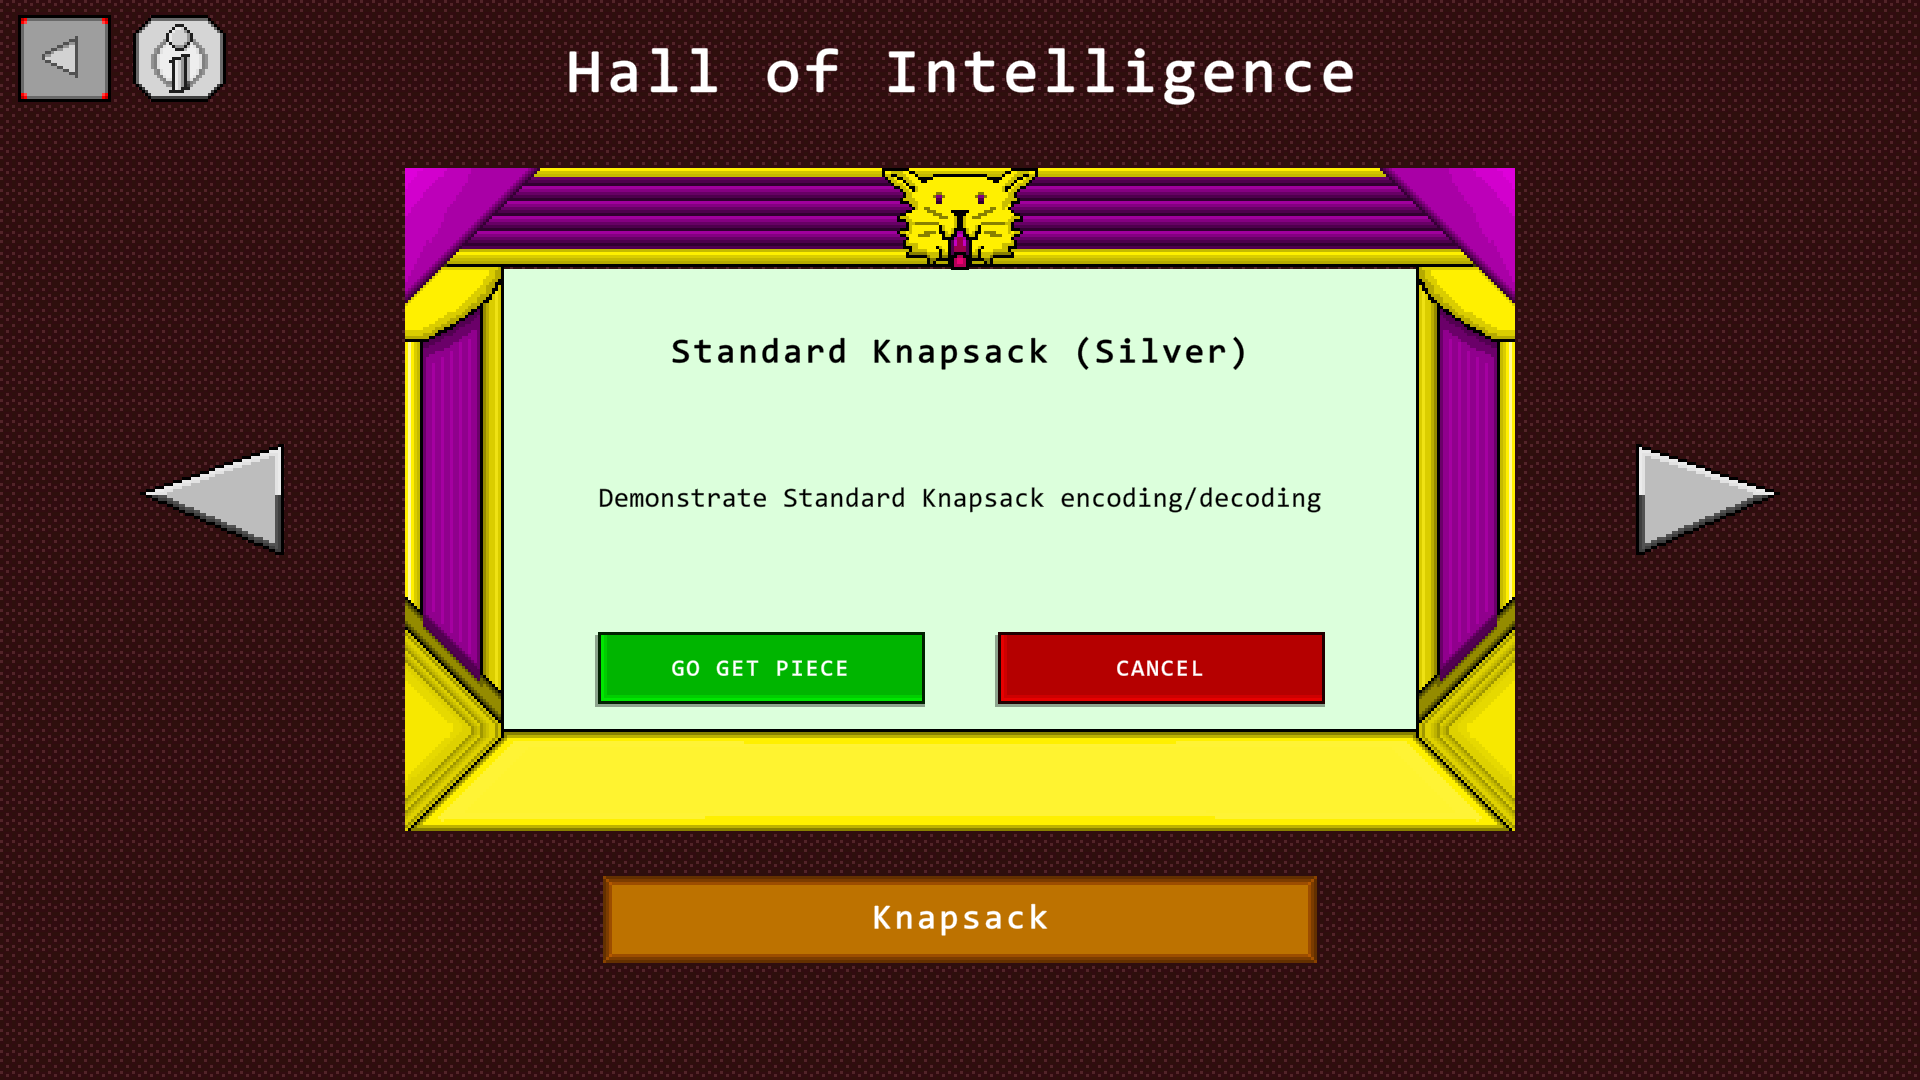 Hall of Intelligence
Standard Knapsack (Silver)
Demonstrate Standard Knapsack encoding/decoding
GO GET PIECE
CANCEL
Knapsack